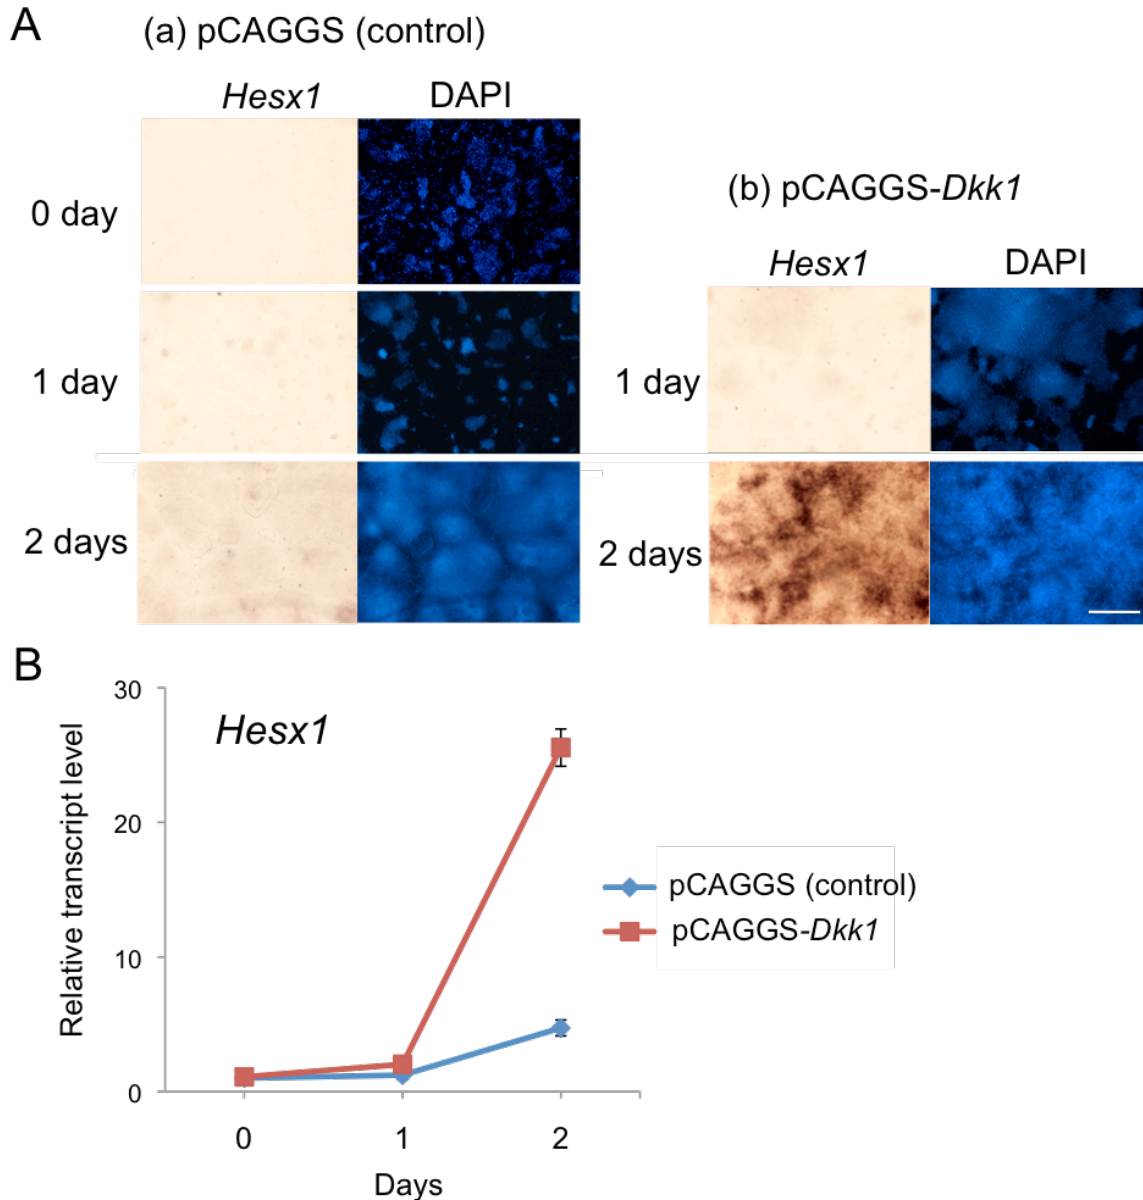 A
(a) pCAGGS (control)
Hesx1 DAPI
0 day
1 day
2 days
(b) pCAGGS-Dkk1
Hesx1 DAPI
1 day
2 days
B
Hesx1
Relative transcript level
30
20
10
0
0 1 2
Days
pCAGGS (control)
pCAGGS-Dkk1